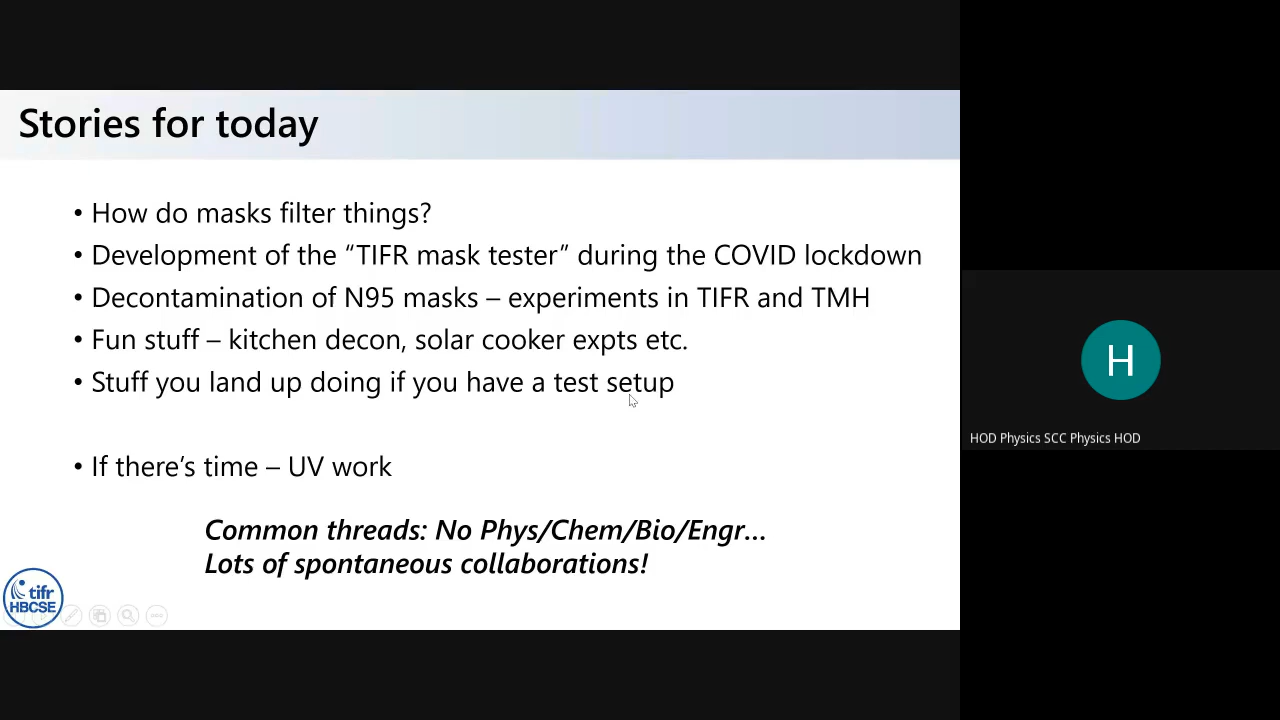 Stories for today
• How do masks filter things?
• Development of the “TIFR mask tester” during the COVID lockdown
• Decontamination of N95 masks – experiments in TIFR and TMH
• Fun stuff – kitchen decon, solar cooker expts etc.
• Stuff you land up doing if you have a test setup
• If there’s time – UV work
Common threads: No Phys/Chem/Bio/Engr...
Lots of spontaneous collaborations!
tifr
HBCSE
H
HOD Physics SCC Physics HOD